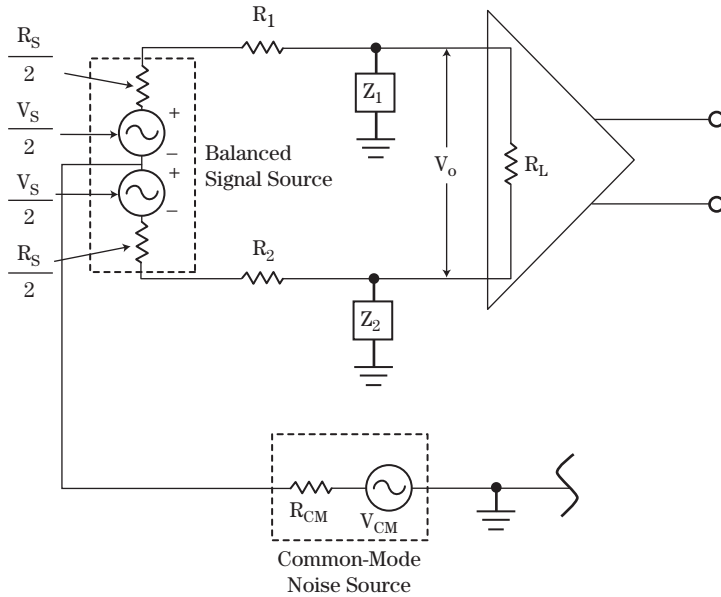 R1
RS
2
VS
2
Z1
+
−
Balanced
Signal Source
Vo
RL
VS
2
+
−
RS
2
R2
Z2
RCM
VCM
Common-Mode
Noise Source